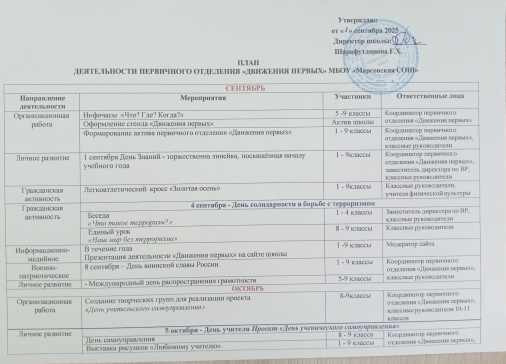 Утверждаю:
от «1» сентября 2025
Директор школы:
Шарафутдинова Г.Х.
ПЛАН
ДЕЯТЕЛЬНОСТИ ПЕРВИЧНОГО ОТДЕЛЕНИЯ «ДВИЖЕНИЯ ПЕРВЫХ» МБОУ СОШ»
СЕНТЯБРЬ
Направление деятельности Мероприятия Участники Ответственные лица
Организационная работа
Инфочасы «Что? Где? Когда?» 5 -9 классы Координатор первичного отделения «Движения первых»
Оформление стенда «Движения первых» Актив школы
Формирование актива первичного отделения «Движения первых» 1 - 9 классы Координатор первичного отделения «Движения первых», классные руководители
Личное развитие 1 сентября День Знаний - торжественная линейка, посвящённая началу учебного года 1 - 9классы Координатор первичного отделения «Движения первых», заместитель директора по ВР, классные руководители
Гражданская активность Легкоатлетический кросс «Золотая осень» 1 - 9классы Классные руководители, учителя физической культуры
Гражданская активность 4 сентября - День солидарности в борьбе с терроризмом
Беседа
«Что такое терроризм?» 1 - 4 классы Заместитель директора по ВР, классные руководители
Единый урок
«Наш мир без терроризма» 8 - 9 классы Классные руководители
Информационно-медийное В течение года
Презентация деятельности «Движения первых» на сайте школы 1 -9 классы Модератор сайта
Военно-патриотическое 8 сентября – День воинской славы России. 1 - 9 классы Координатор первичного отделения «Движения первых», классные руководители
Личное развитие - Международный день распространения грамотности 5-9 классы
ОКТЯБРЬ
Организационная работа Создание творческих групп для реализации проекта
«День учительского самоуправления» 8-9классы Координатор первичного отделения «Движения первых», классные руководители 10-11 классов
Личное развитие 5 октября - День учителя Проект «День ученического самоуправления»
День самоуправления 8 - 9 класса Координатор первичного
Выставка рисунков «Любимому учителю» 1 - 9 классы отделения «Движения первых»,